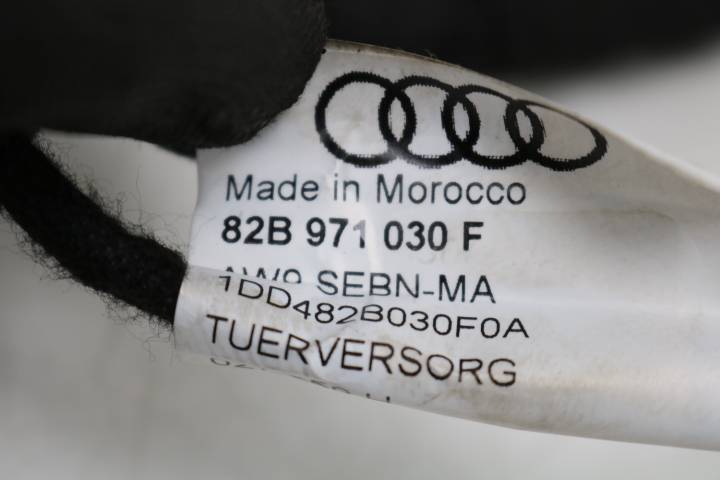 Made in Morocco
82B 971 030 F
SEBN-MA
1DD482B030F0A
TUERVERSORG